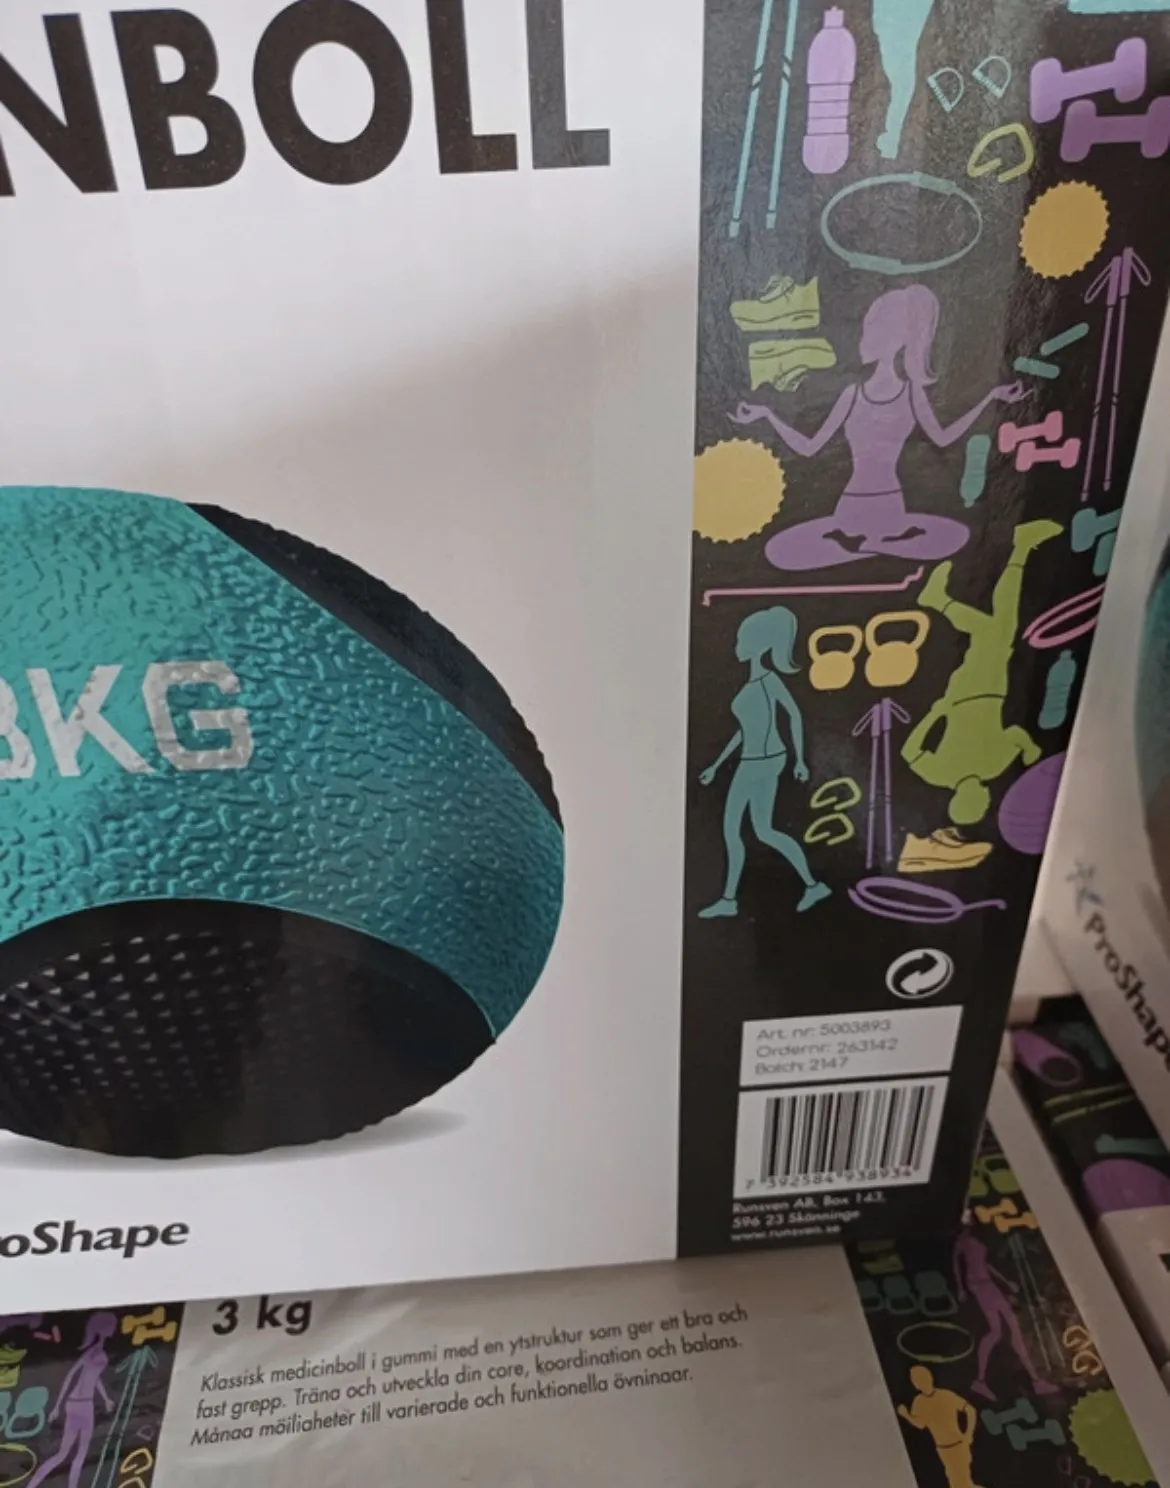 NBOLL
3KG
Art. nr: 5003893
Ordernr: 263142
Batch: 2147
7 392584 938934
Runsven AB, Box 143,
596 23 Skänninge
www.runsven.se
oShape
ProShape
3 kg
Klassisk medicinboll i gummi med en ytstruktur som ger ett bra och
fast grepp. Träna och utveckla din core, koordination och balans.
Många möjligheter till varierade och funktionella övningar.